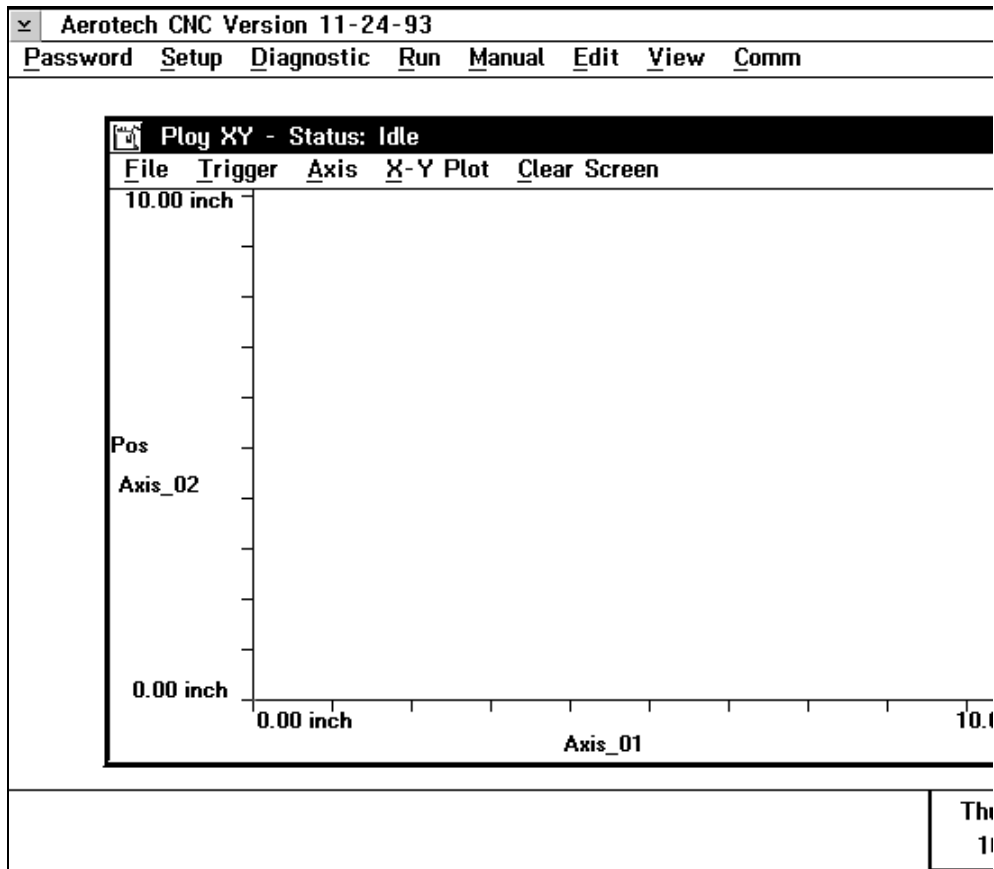 Aerotech CNC Version 11-24-93
Password Setup Diagnostic Run Manual Edit View Comm
Ploy XY - Status: Idle
File Trigger Axis X-Y Plot Clear Screen
10.00 inch
Pos
Axis_02
0.00 inch
0.00 inch
Axis_01